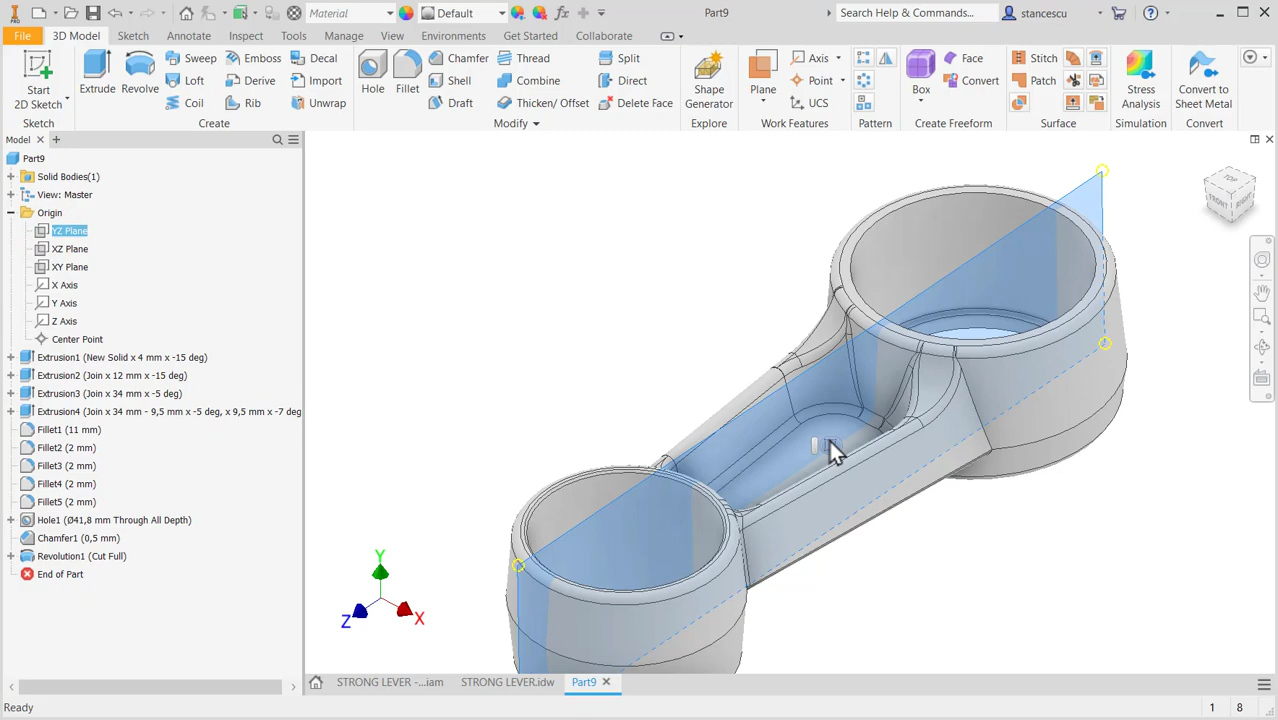 Material
Default
fx
Part9
Search Help & Commands...
stancescu
File
3D Model
Sketch
Annotate
Inspect
Tools
Manage
View
Environments
Get Started
Collaborate
Start
2D Sketch
Extrude
Revolve
Sweep
Loft
Coil
Emboss
Derive
Rib
Decal
Import
Unwrap
Hole
Fillet
Chamfer
Shell
Draft
Thread
Combine
Thicken/ Offset
Split
Direct
Delete Face
Shape
Generator
Plane
Axis
Point
UCS
Box
Face
Convert
Stitch
Patch
Stress
Analysis
Convert to
Sheet Metal
Sketch
Create
Modify
Explore
Work Features
Pattern
Create Freeform
Surface
Simulation
Convert
Model
Part9
Solid Bodies(1)
View: Master
Origin
YZ Plane
XZ Plane
XY Plane
X Axis
Y Axis
Z Axis
Center Point
Extrusion1 (New Solid x 4 mm x -15 deg)
Extrusion2 (Join x 12 mm x -15 deg)
Extrusion3 (Join x 34 mm x -5 deg)
Extrusion4 (Join x 34 mm - 9,5 mm x -5 deg, x 9,5 mm x -7 deg
Fillet1 (11 mm)
Fillet2 (2 mm)
Fillet3 (2 mm)
Fillet4 (2 mm)
Fillet5 (2 mm)
Hole1 (Ø41,8 mm Through All Depth)
Chamfer1 (0,5 mm)
Revolution1 (Cut Full)
End of Part
TOP
FRONT
RIGHT
Y
Z
X
STRONG LEVER -...iam
STRONG LEVER.idw
Part9
Ready
1
8